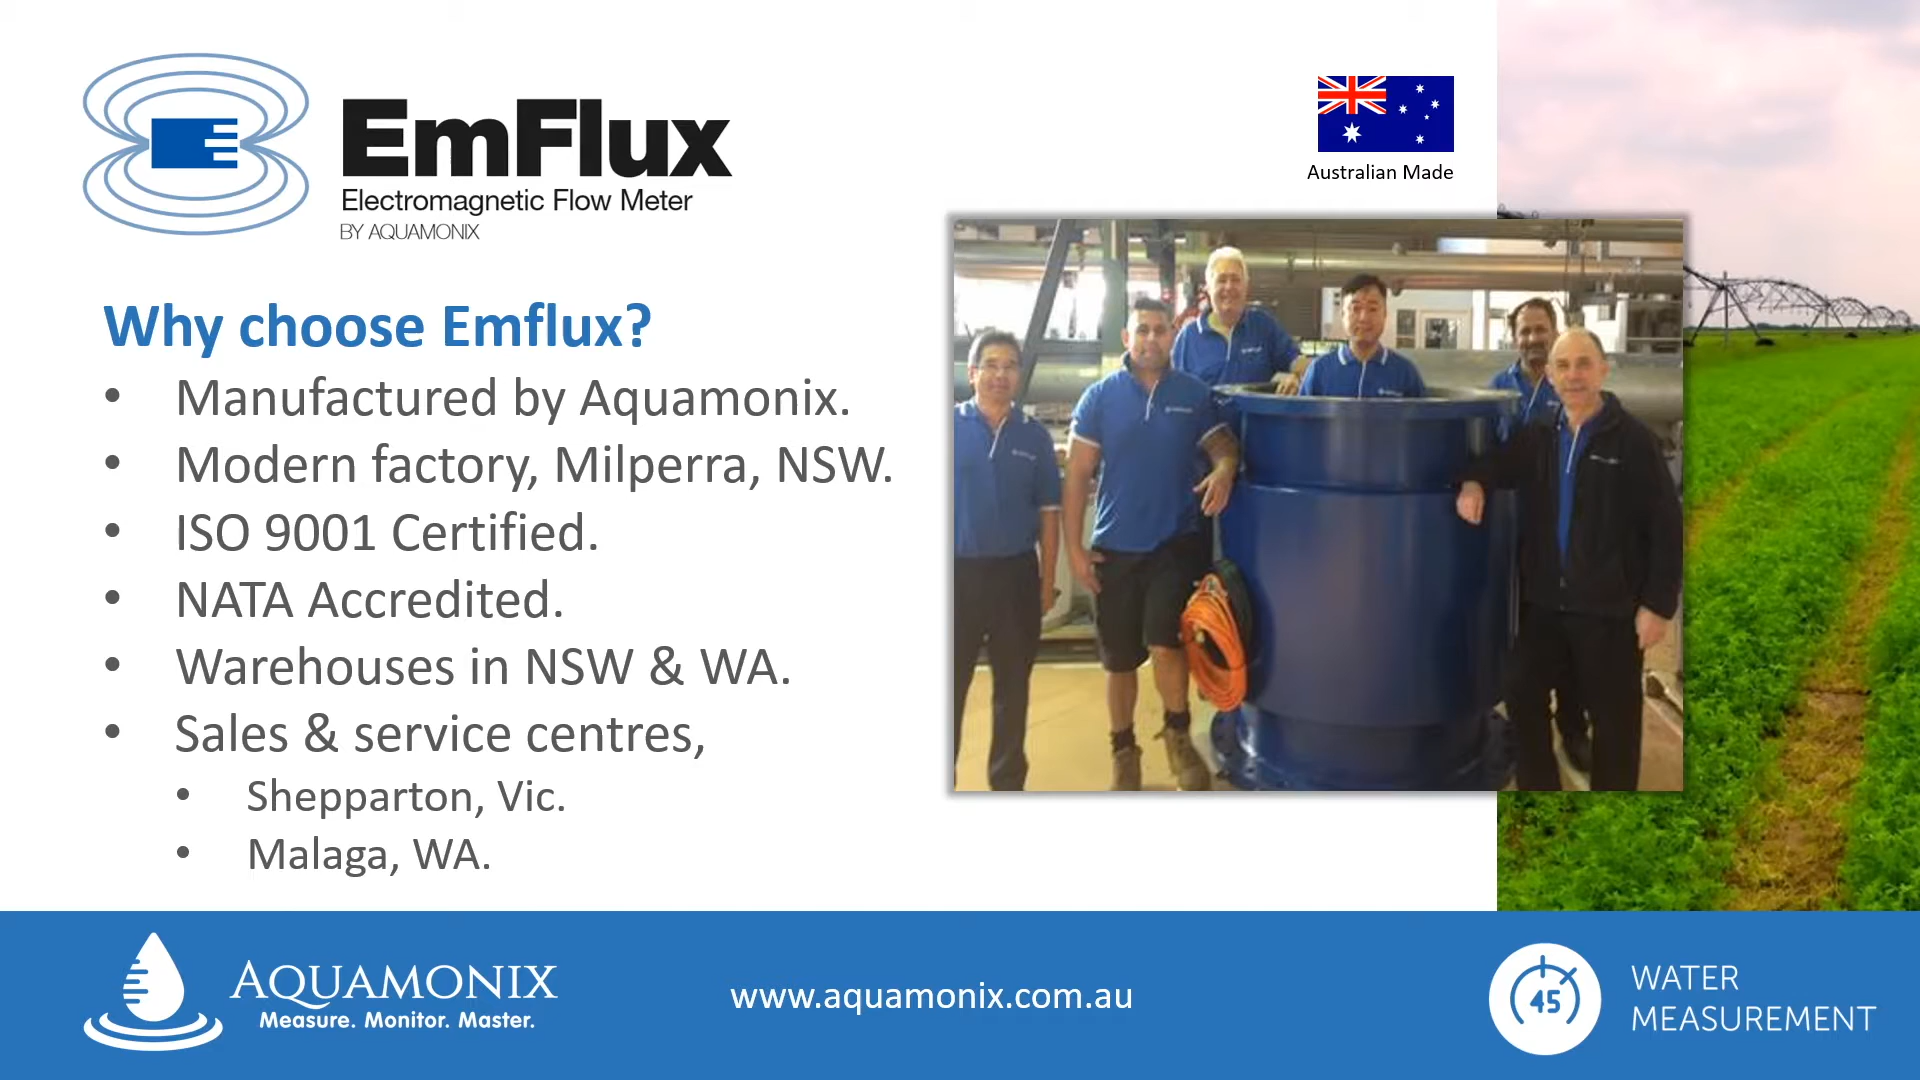 EmFlux
Electromagnetic Flow Meter
BY AQUAMONIX
Australian Made
Why choose Emflux?
• Manufactured by Aquamonix.
• Modern factory, Milperra, NSW.
• ISO 9001 Certified.
• NATA Accredited.
• Warehouses in NSW & WA.
• Sales & service centres,
• Shepparton, Vic.
• Malaga, WA.
AQUAMONIX
Measure. Monitor. Master.
www.aquamonix.com.au
45
WATER
MEASUREMENT